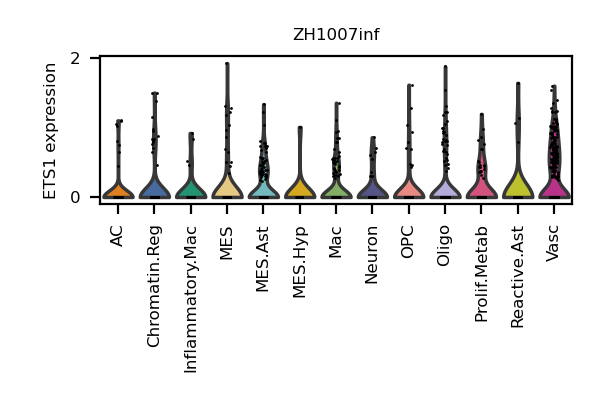 ZH1007inf
ETS1 expression
2
0
AC
Chromatin.Reg
Inflammatory.Mac
MES
MES.Ast
MES.Hyp
Mac
Neuron
OPC
Oligo
Prolif.Metab
Reactive.Ast
Vasc